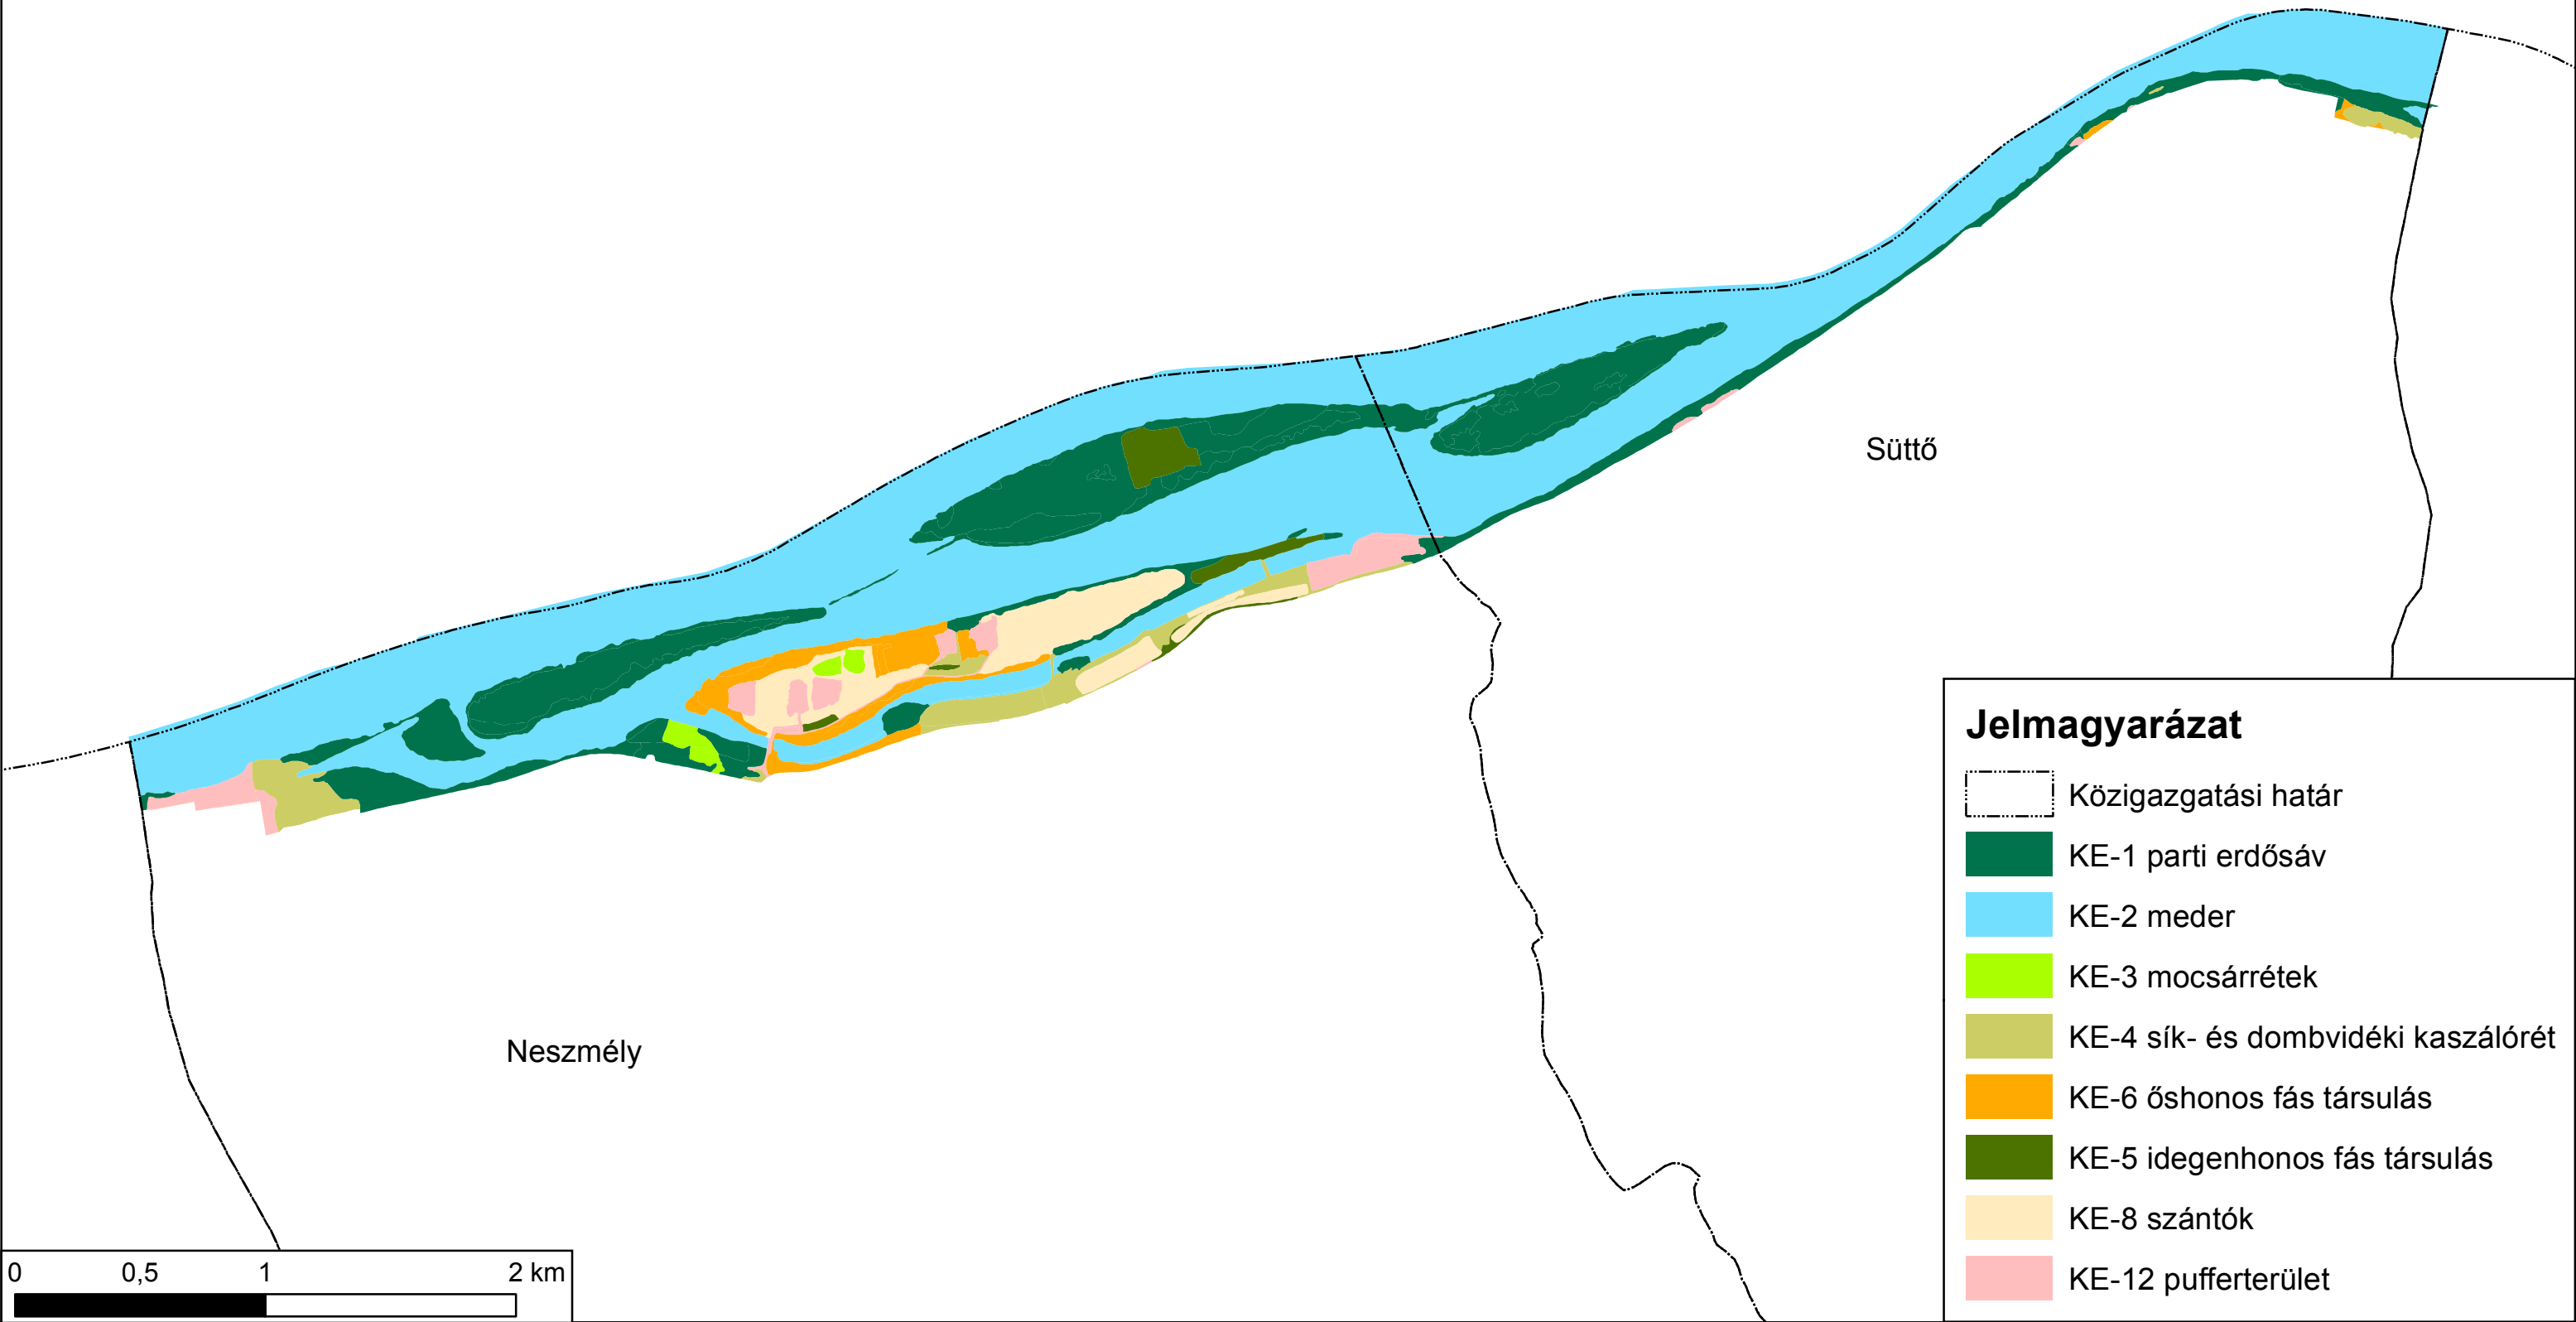 Süttő
Neszmély
Jelmagyarázat
Közigazgatási határ
KE-1 parti erdősáv
KE-2 meder
KE-3 mocsárrétek
KE-4 sík- és dombvidéki kaszálórét
KE-6 őshonos fás társulás
KE-5 idegenhonos fás társulás
KE-8 szántók
KE-12 pufferterület
0 0,5 1 2 km